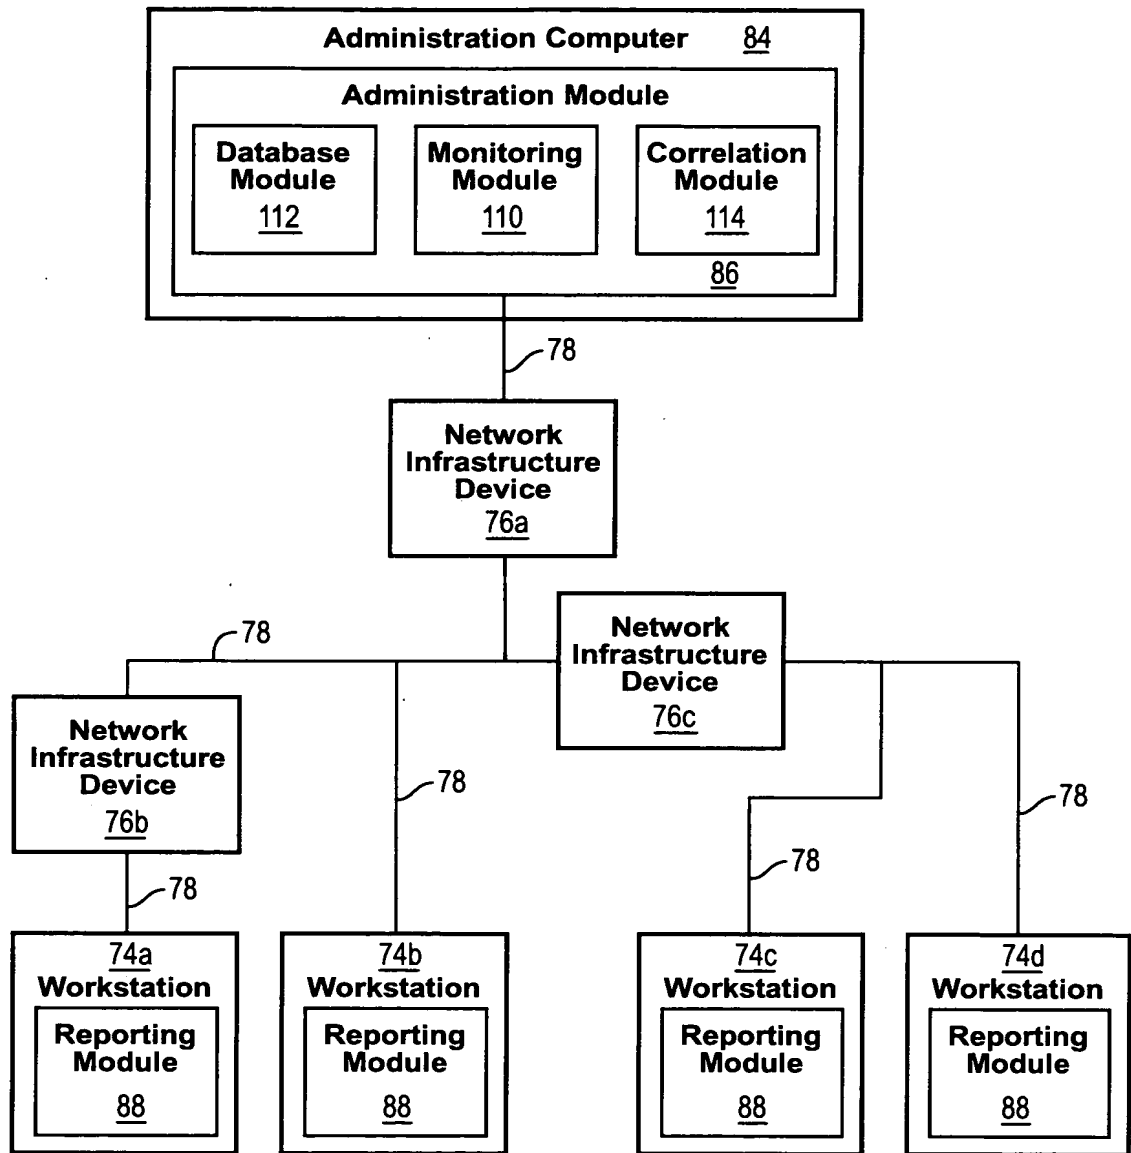 Administration Computer 84
Administration Module
Database
Module
112
Monitoring
Module
110
Correlation
Module
114
86
78
Network
Infrastructure
Device
76a
78
Network
Infrastructure
Device
76c
Network
Infrastructure
Device
76b
78
78
78
78
74a
Workstation
Reporting
Module
88
74b
Workstation
Reporting
Module
88
74c
Workstation
Reporting
Module
88
74d
Workstation
Reporting
Module
88